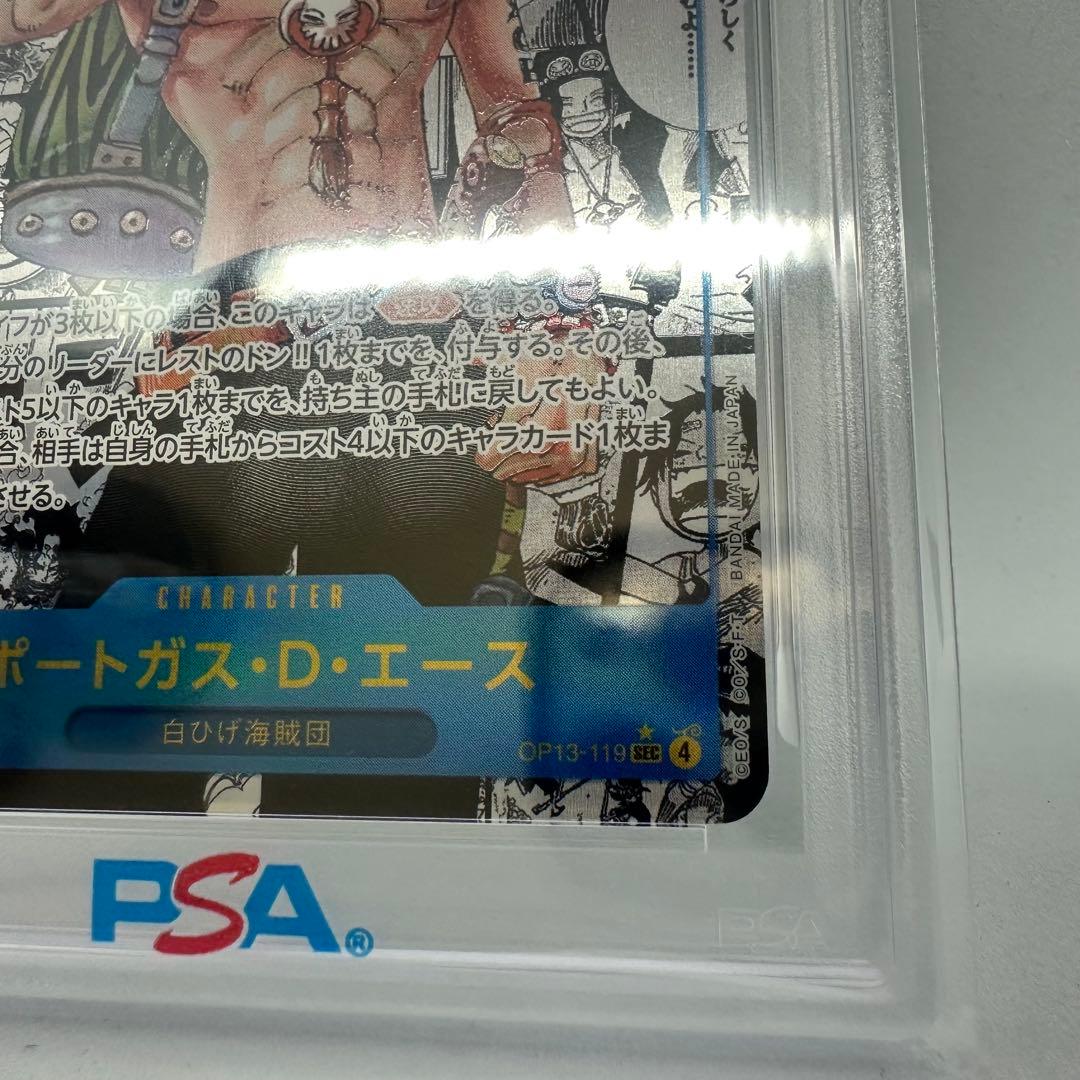 イフが3枚以下の場合、このキャラは【速攻】を得る。
分のリーダーにレストのドン!!1枚までを、付与する。その後、
スト5以下のキャラ1枚までを、持ち主の手札に戻してもよい。
合、相手は自身の手札からコスト4以下のキャラカード1枚ま
させる。
CHARACTER
ポートガス・D・エース
白ひげ海賊団
OP13-119 SEC 4
©E.O/S. ©O./S.F.T BANDAI MADE IN JAPAN
PSA®
PSA